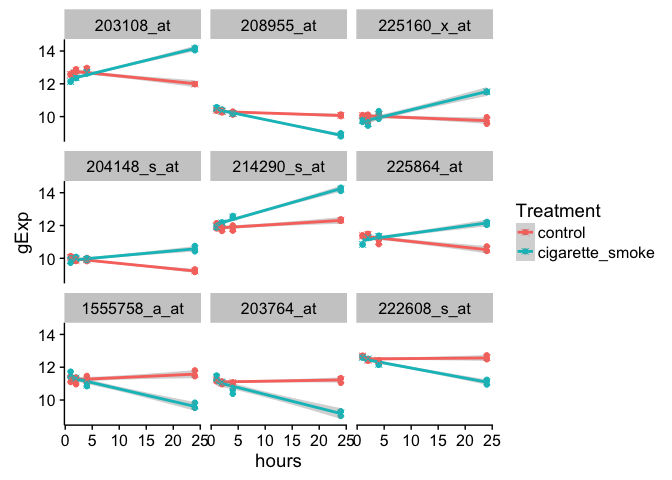 203108_at 208955_at 225160_x_at
14
12
10
204148_s_at 214290_s_at 225864_at
14
12
10
gExp
Treatment
control
cigarette_smoke
1555758_a_at 203764_at 222608_s_at
14
12
10
0 5 10 15 20 25 0 5 10 15 20 25 0 5 10 15 20 25
hours